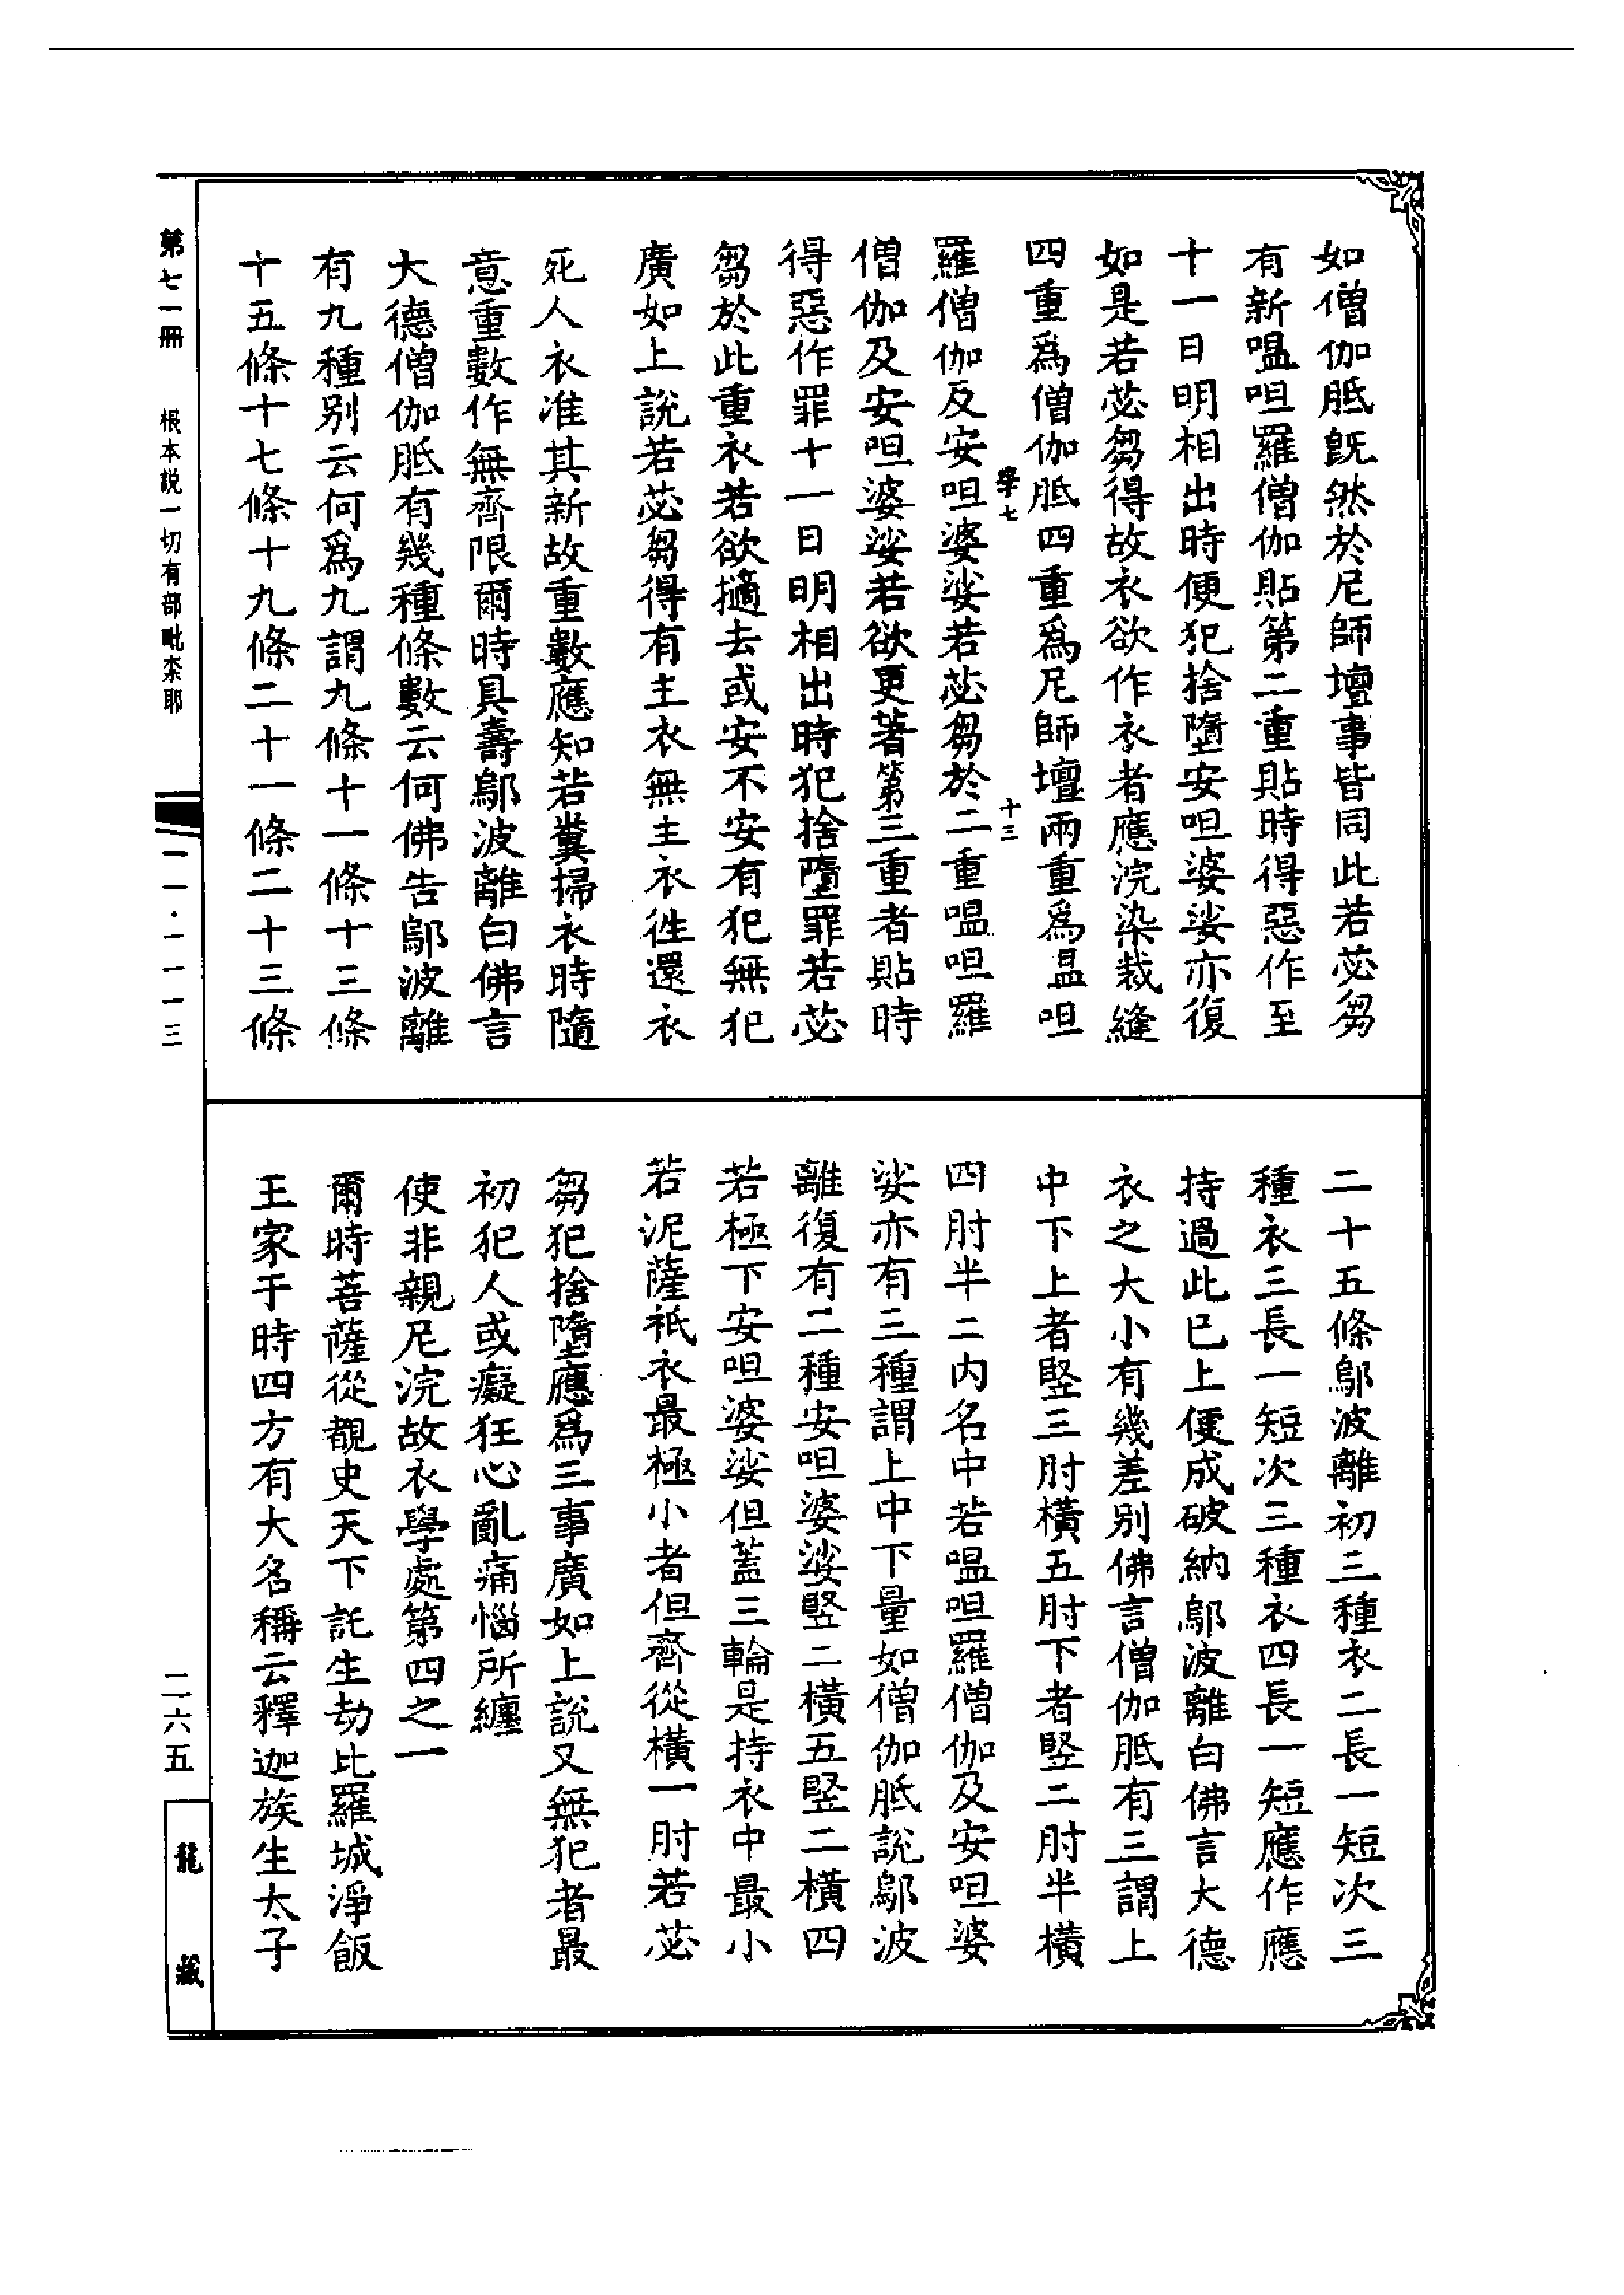 如僧伽胝既然於尼師壇事皆同此若苾芻
有新嗢呾羅僧伽貼第二重貼時得惡作至
十一日明相出時便犯捨墮安呾婆娑亦復
如是若苾芻得故衣欲作衣者應浣染裁縫
四重爲僧伽胝四重爲尼師壇兩重爲嗢呾
學七 十三
羅僧伽及安呾婆娑若苾芻於二重嗢呾羅
僧伽及安呾婆娑若欲更著第三重者貼時
得惡作罪十一日明相出時犯捨墮罪若苾
芻於此重衣若欲擿去或安不安有犯無犯
廣如上說若苾芻得有主衣無主衣徃還衣
死人衣准其新故重數應知若糞掃衣時隨
意重數作無齊限爾時具壽鄔波離白佛言
大德僧伽胝有幾種條數云何佛告鄔波離
有九種別云何爲九謂九條十一條十三條
十五條十七條十九條二十一條二十三條
二十五條鄔波離初三種衣二長一短次三
種衣三長一短次三種衣四長一短應作應
持過此已上便成破納鄔波離白佛言大德
衣之大小有幾差別佛言僧伽胝有三謂上
中下上者竪三肘橫五肘下者竪二肘半橫
四肘半二内名中若嗢呾羅僧伽及安呾婆
娑亦有三種謂上中下量如僧伽胝說鄔波
離復有二種安呾婆娑竪二橫五竪二橫四
若極下安呾婆娑但蓋三輪是持衣中最小
若泥薩祇衣最極小者但齊從橫一肘若苾
芻犯捨墮應爲三事廣如上說又無犯者最
初犯人或癡狂心亂痛惱所纏
使非親尼浣故衣學處第四之一
爾時菩薩從覩史天下託生劫比羅城淨飯
王家于時四方有大名稱云釋迦族生太子
第七一冊 根本説一切有部毗柰耶 一一·一一一三 二六五 龍藏